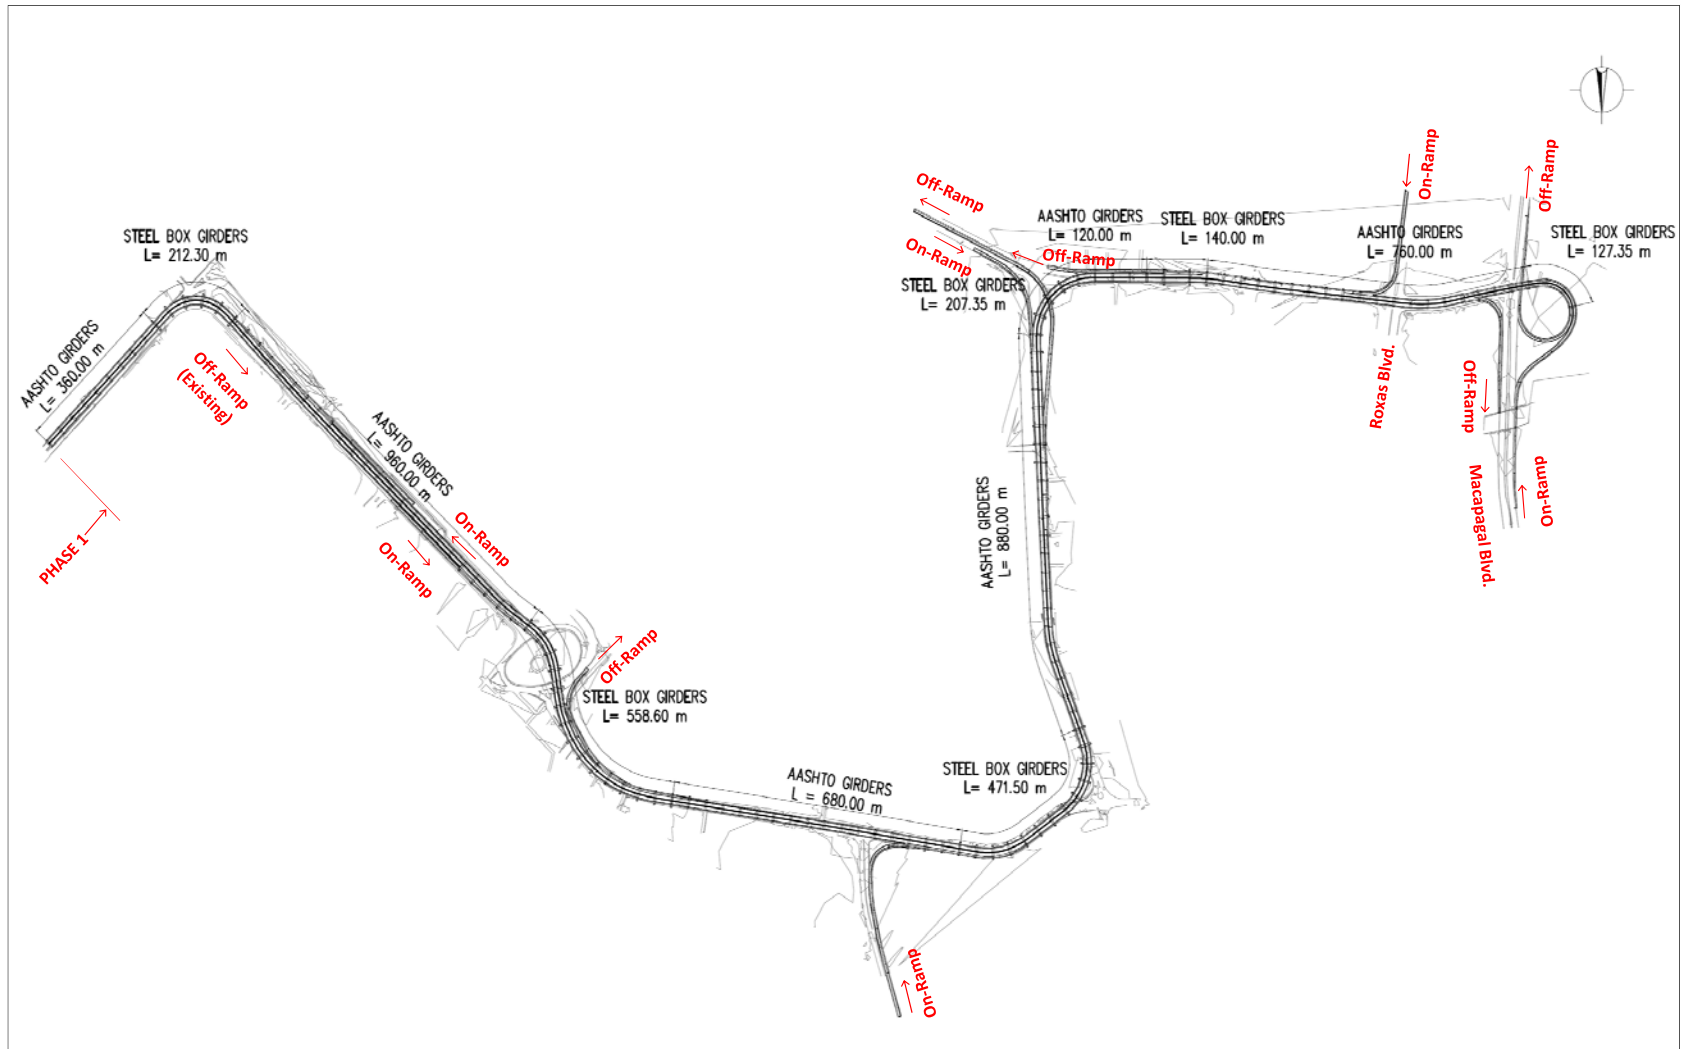 STEEL BOX GIRDERS
L= 212.30 m
AASHTO GIRDERS
L= 360.00 m
Off-Ramp
(Existing)
PHASE 1
AASHTO GIRDERS
L= 960.00 m
On-Ramp
On-Ramp
Off-Ramp
STEEL BOX GIRDERS
L= 558.60 m
AASHTO GIRDERS
L = 680.00 m
On-Ramp
STEEL BOX GIRDERS
L= 471.50 m
AASHTO GIRDERS
L= 880.00 m
Off-Ramp
On-Ramp
Off-Ramp
STEEL BOX GIRDERS
L= 207.35 m
AASHTO GIRDERS
L= 120.00 m
STEEL BOX GIRDERS
L= 140.00 m
On-Ramp
AASHTO GIRDERS
L= 760.00 m
Off-Ramp
STEEL BOX GIRDERS
L= 127.35 m
Roxas Blvd.
Off-Ramp
Macapagal Blvd.
On-Ramp